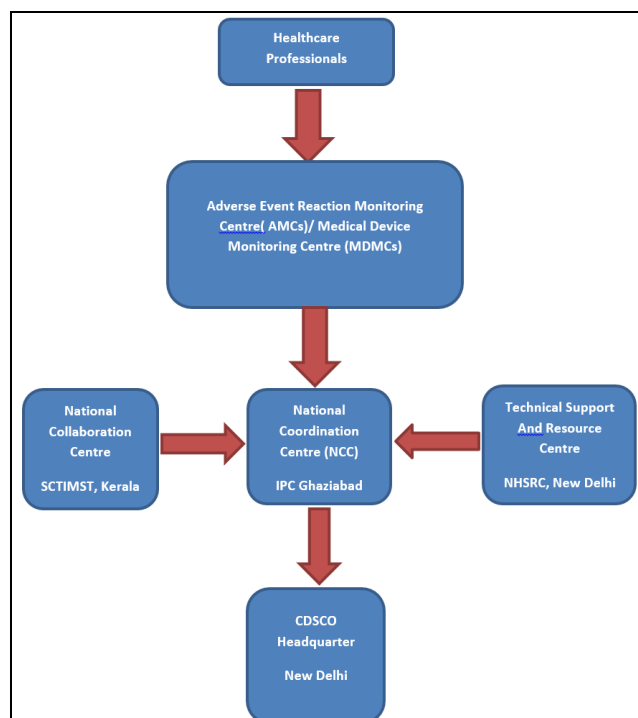 Healthcare
Professionals
Adverse Event Reaction Monitoring
Centre( AMCs)/ Medical Device
Monitoring Centre (MDMCs)
National
Collaboration
Centre
SCTIMST, Kerala
National
Coordination
Centre (NCC)
IPC Ghaziabad
Technical Support
And Resource
Centre
NHSRC, New Delhi
CDSCO
Headquarter
New Delhi